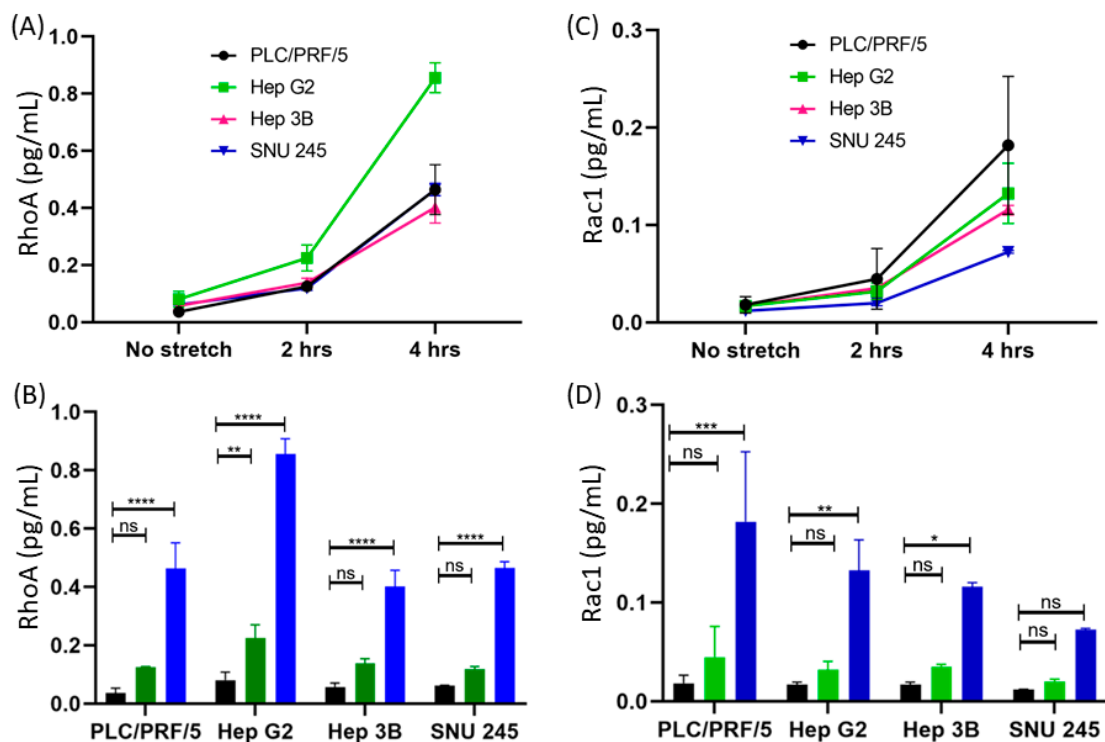 (A)
1.0
0.8
0.6
0.4
0.2
0.0
RhoA (pg/mL)
PLC/PRF/5
Hep G2
Hep 3B
SNU 245
No stretch 2 hrs 4 hrs
(C)
0.3
0.2
0.1
0.0
Rac1 (pg/mL)
PLC/PRF/5
Hep G2
Hep 3B
SNU 245
No stretch 2 hrs 4 hrs
(B)
1.0
0.8
0.6
0.4
0.2
0.0
RhoA (pg/mL)
****
ns
****
**
****
ns
****
ns
PLC/PRF/5 Hep G2 Hep 3B SNU 245
(D)
0.3
0.2
0.1
0.0
Rac1 (pg/mL)
***
ns
**
ns
*
ns
ns
ns
PLC/PRF/5 Hep G2 Hep 3B SNU 245